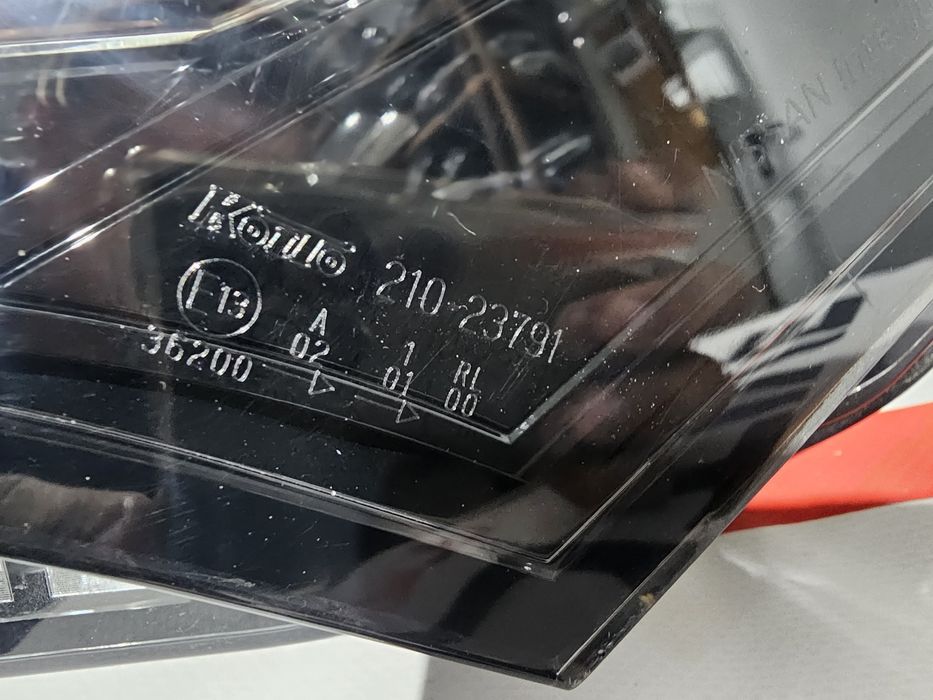 Koito 210-23791
E13 A 1 RL
36200 02 01 00